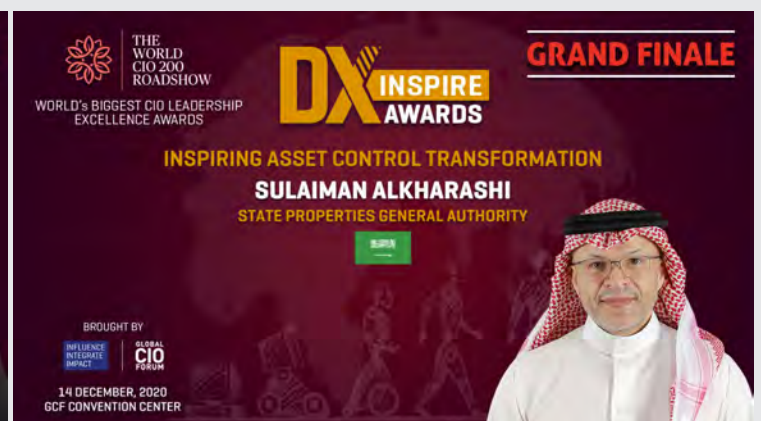 THE
WORLD
CIO 200
ROADSHOW
WORLD's BIGGEST CIO LEADERSHIP
EXCELLENCE AWARDS
DX INSPIRE
AWARDS
GRAND FINALE
INSPIRING ASSET CONTROL TRANSFORMATION
SULAIMAN ALKHARASHI
STATE PROPERTIES GENERAL AUTHORITY
BROUGHT BY
INFLUENCE
INTEGRATE
IMPACT
GLOBAL
CIO
FORUM
14 DECEMBER, 2020
GCF CONVENTION CENTER